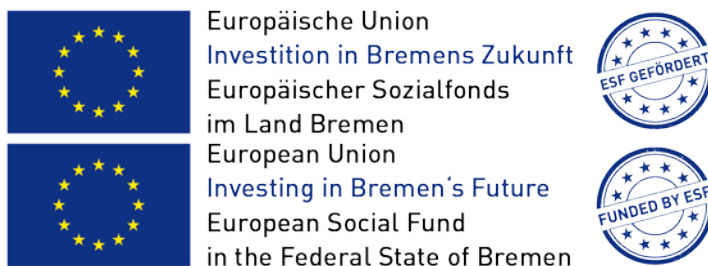 Europäische Union
Investition in Bremens Zukunft
Europäischer Sozialfonds
im Land Bremen
ESF GEFÖRDERT
European Union
Investing in Bremen‘s Future
European Social Fund
in the Federal State of Bremen
FUNDED BY ESF